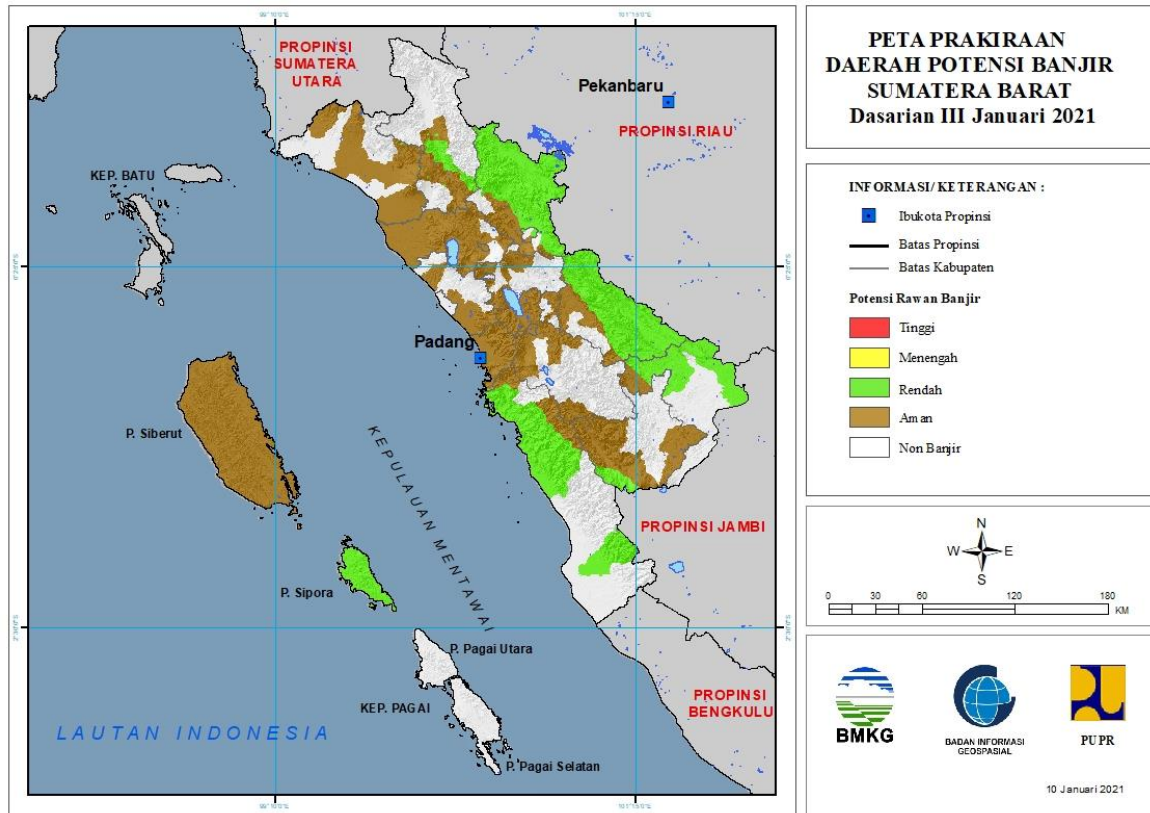 PROPINSI
SUMATERA
UTARA
Pekanbaru
PROPINSI RIAU
KEP. BATU
Padang
P. Siberut
KEPULAUAN MENTAWAI
PROPINSI JAMBI
P. Sipora
P. Pagai Utara
KEP. PAGAI
PROPINSI
BENGKULU
LAUTAN INDONESIA
P. Pagai Selatan
PETA PRAKIRAAN
DAERAH POTENSI BANJIR
SUMATERA BARAT
Dasarian III Januari 2021
INFORMASI/ KETERANGAN :
Ibukota Propinsi
Batas Propinsi
Batas Kabupaten
Potensi Rawan Banjir
Tinggi
Menengah
Rendah
Aman
Non Banjir
N
W E
S
0 30 60 120 180
KM
BMKG
BADAN INFORMASI
GEOSPASIAL
PUPR
10 Januari 2021